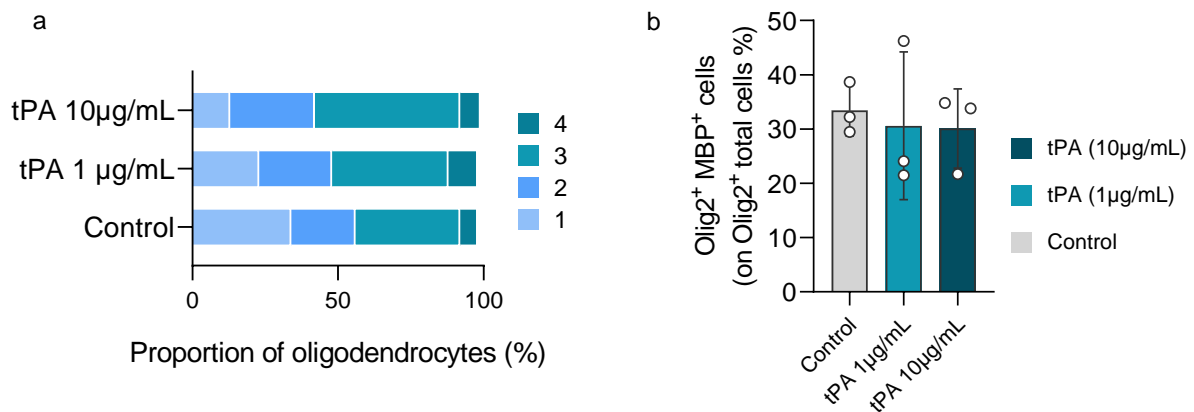 a
tPA 10µg/mL
tPA 1 µg/mL
Control
0
50
100
Proportion of oligodendrocytes (%)
4
3
2
1
b
Olig2+ MBP+ cells
(on Olig2+ total cells %)
50
40
30
20
10
0
Control
tPA 1µg/mL
tPA 10µg/mL
tPA (10µg/mL)
tPA (1µg/mL)
Control